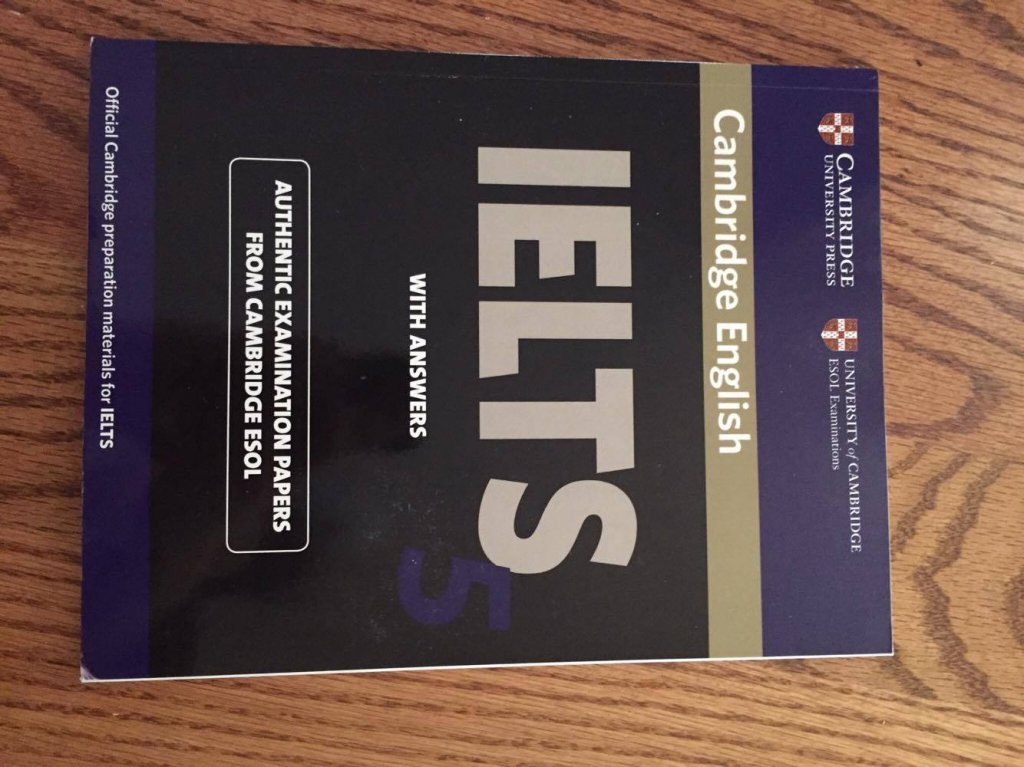 CAMBRIDGE
UNIVERSITY PRESS
UNIVERSITY of CAMBRIDGE
ESOL Examinations
Cambridge English
IELTS
5
WITH ANSWERS
AUTHENTIC EXAMINATION PAPERS
FROM CAMBRIDGE ESOL
Official Cambridge preparation materials for IELTS